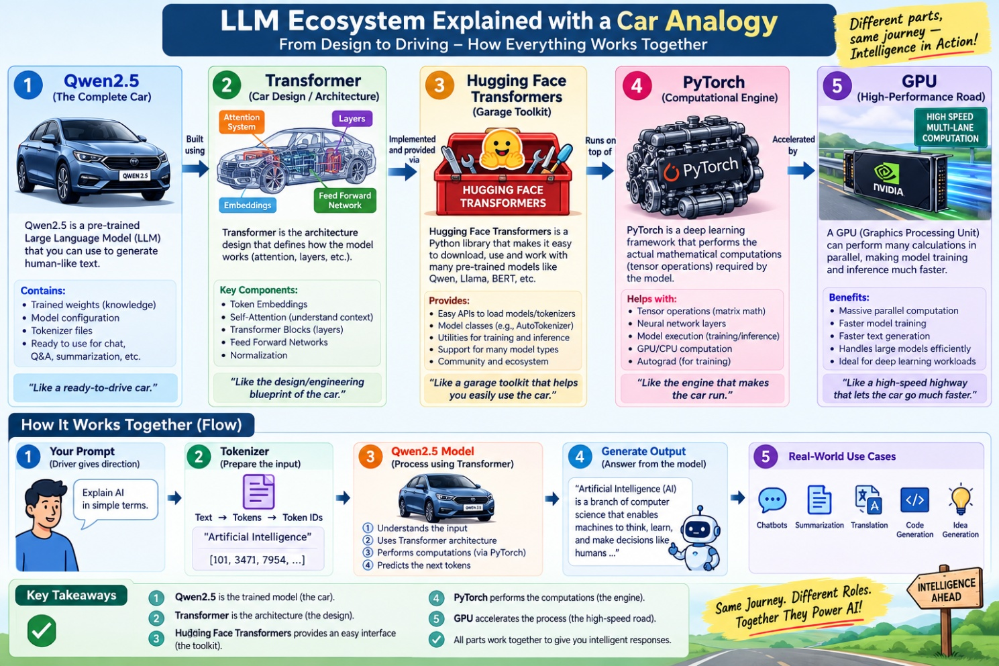 LLM Ecosystem Explained with a Car Analogy
From Design to Driving – How Everything Works Together
Different parts,
same journey —
Intelligence in Action!
1
Qwen2.5
(The Complete Car)
QWEN 2.5
Qwen2.5 is a pre-trained
Large Language Model (LLM)
that you can use to generate
human-like text.
Contains:
• Trained weights (knowledge)
• Model configuration
• Tokenizer files
• Ready to use for chat,
Q&A, summarization, etc.
“Like a ready-to-drive car.”
Built
using
2
Transformer
(Car Design / Architecture)
Attention
System
Layers
Embeddings
Feed Forward
Network
Transformer is the architecture
design that defines how the model
works (attention, layers, etc.).
Key Components:
• Token Embeddings
• Self-Attention (understand context)
• Transformer Blocks (layers)
• Feed Forward Networks
• Normalization
“Like the design/engineering
blueprint of the car.”
Implemented
and provided
via
3
Hugging Face
Transformers
(Garage Toolkit)
HUGGING FACE
TRANSFORMERS
Hugging Face Transformers is a
Python library that makes it easy
to download, use and work with
many pre-trained models like
Qwen, Llama, BERT, etc.
Provides:
• Easy APIs to load models/tokenizers
• Model classes (e.g., AutoTokenizer)
• Utilities for training and inference
• Support for many model types
• Community and ecosystem
“Like a garage toolkit that helps
you easily use the car.”
Runs on
top of
4
PyTorch
(Computational Engine)
PyTorch
PyTorch is a deep learning
framework that performs the
actual mathematical computations
(tensor operations) required by
the model.
Helps with:
• Tensor operations (matrix math)
• Neural network layers
• Model execution (training/inference)
• GPU/CPU computation
• Autograd (for training)
“Like the engine that makes
the car run.”
Accelerated
by
5
GPU
(High-Performance Road)
HIGH SPEED
MULTI-LANE
COMPUTATION
NVIDIA
A GPU (Graphics Processing Unit)
can perform many calculations in
parallel, making model training
and inference much faster.
Benefits:
• Massive parallel computation
• Faster model training
• Faster text generation
• Handles large models efficiently
• Ideal for deep learning workloads
“Like a high-speed highway
that lets the car go much faster.”
How It Works Together (Flow)
1
Your Prompt
(Driver gives direction)
Explain AI
in simple terms.
2
Tokenizer
(Prepare the input)
Text → Tokens → Token IDs
"Artificial Intelligence"
[101, 3471, 7954, ...]
3
Qwen2.5 Model
(Process using Transformer)
QWEN 2.5
1 Understands the input
2 Uses Transformer architecture
3 Performs computations (via PyTorch)
4 Predicts the next tokens
4
Generate Output
(Answer from the model)
“Artificial Intelligence (AI)
is a branch of computer
science that enables
machines to think, learn,
and make decisions like
humans ...”
5
Real-World Use Cases
Chatbots
Summarization
Translation
Code
Generation
Idea
Generation
Key Takeaways
1 Qwen2.5 is the trained model (the car).
2 Transformer is the architecture (the design).
3 Hugging Face Transformers provides an easy interface
(the toolkit).
4 PyTorch performs the computations (the engine).
5 GPU accelerates the process (the high-speed road).
All parts work together to give you intelligent responses.
Same Journey. Different Roles.
Together They Power AI!
INTELLIGENCE
AHEAD